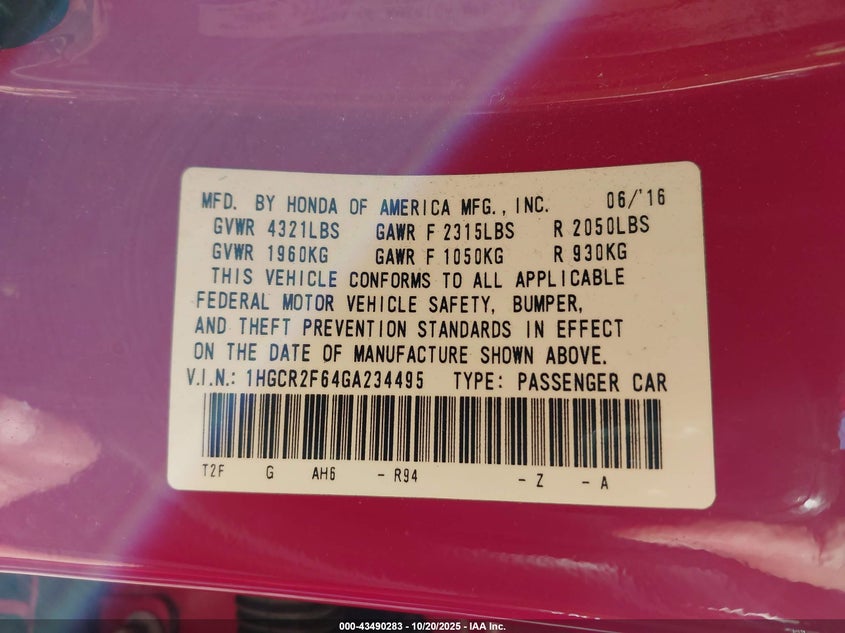 MFD. BY HONDA OF AMERICA MFG., INC. 06/'16
GVWR 4321LBS GAWR F 2315LBS R 2050LBS
GVWR 1960KG GAWR F 1050KG R 930KG
THIS VEHICLE CONFORMS TO ALL APPLICABLE
FEDERAL MOTOR VEHICLE SAFETY, BUMPER,
AND THEFT PREVENTION STANDARDS IN EFFECT
ON THE DATE OF MANUFACTURE SHOWN ABOVE.
V.I.N.: 1HGCR2F64GA234495 TYPE: PASSENGER CAR
T2F G AH6 - R94 - Z - A
000-43490283 - 10/20/2025 - IAA Inc.